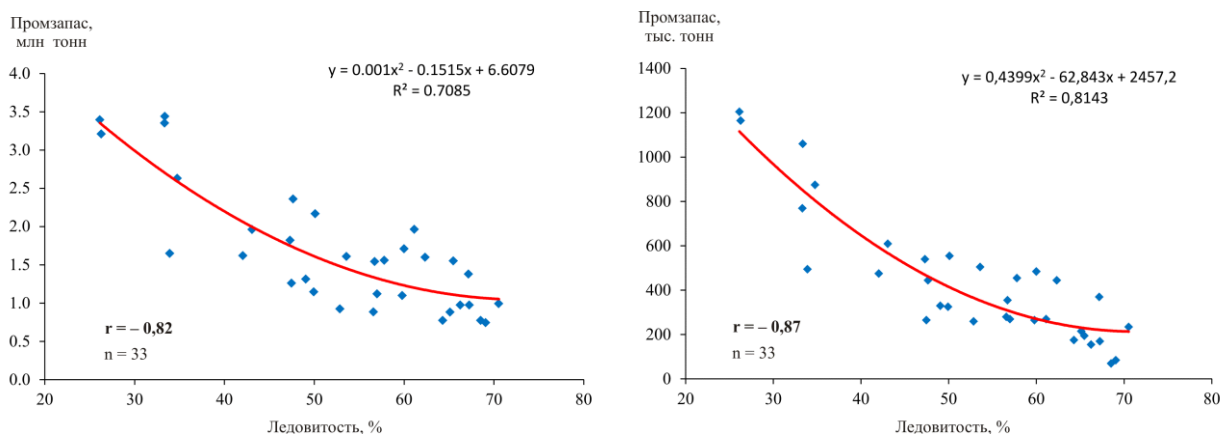 Промзапас,
млн тонн
y = 0.001x² - 0.1515x + 6.6079
R² = 0.7085
4.0
3.5
3.0
2.5
2.0
1.5
1.0
0.5
0.0
r = – 0,82
n = 33
20 30 40 50 60 70 80
Ледовитость, %
Промзапас,
тыс. тонн
y = 0,4399x² - 62,843x + 2457,2
R² = 0,8143
1400
1200
1000
800
600
400
200
0
r = – 0,87
n = 33
20 30 40 50 60 70 80
Ледовитость, %